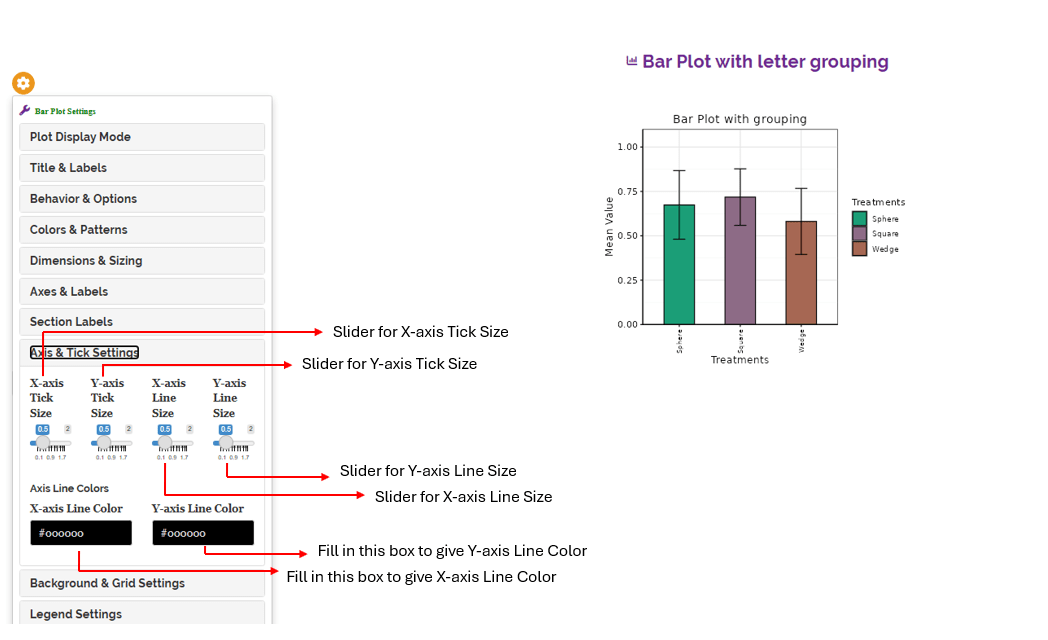 Bar Plot with letter grouping
Bar Plot Settings
Plot Display Mode
Title & Labels
Behavior & Options
Colors & Patterns
Dimensions & Sizing
Axes & Labels
Section Labels
Axis & Tick Settings
X-axis Tick Size
Y-axis Tick Size
X-axis Line Size
Y-axis Line Size
0.5 2
0.5 2
0.5 2
0.5 2
0.1 0.9 1.7
0.1 0.9 1.7
0.1 0.9 1.7
0.1 0.9 1.7
Axis Line Colors
X-axis Line Color
Y-axis Line Color
#000000
#000000
Background & Grid Settings
Legend Settings
Slider for X-axis Tick Size
Slider for Y-axis Tick Size
Slider for Y-axis Line Size
Slider for X-axis Line Size
Fill in this box to give Y-axis Line Color
Fill in this box to give X-axis Line Color
Bar Plot with grouping
Mean Value
1.00
0.75
0.50
0.25
0.00
Sphere
Square
Wedge
Treatments
Treatments
Sphere
Square
Wedge